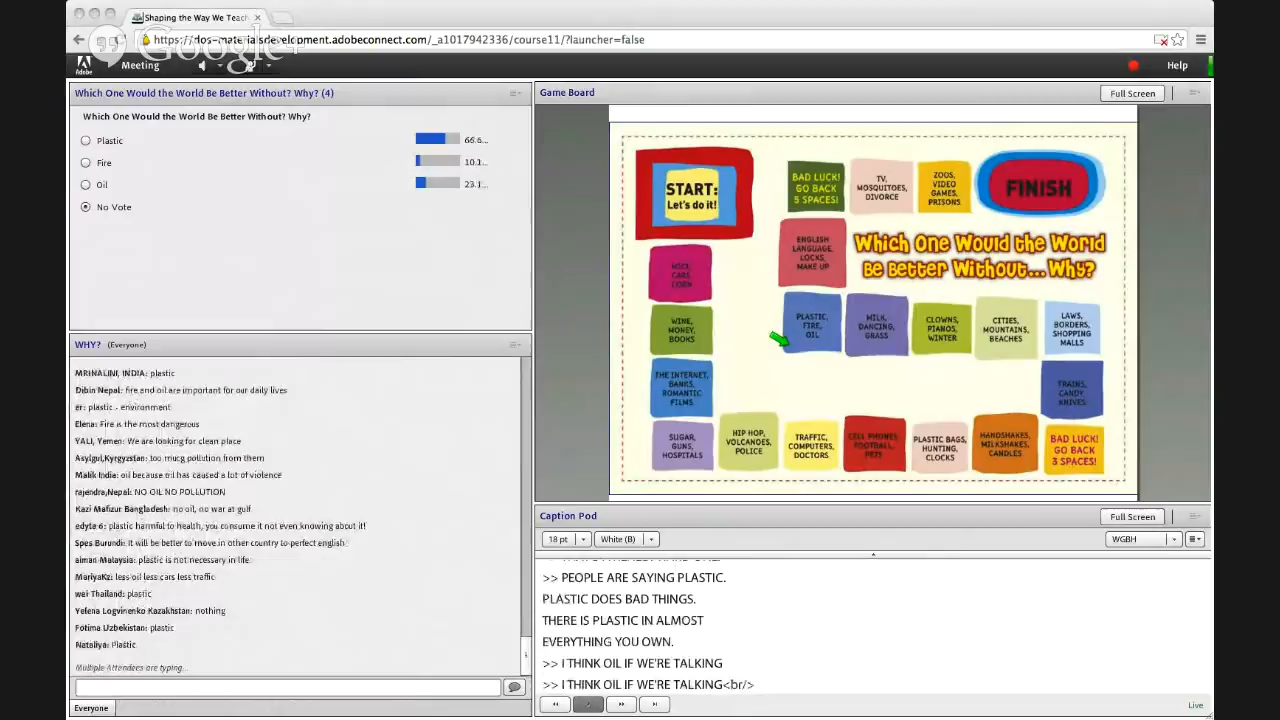 Shaping the Way We Teach
Google+
https://dos-materialsdevelopment.adobeconnect.com/_a1017942336/course11/?launcher=false
Adobe
Meeting
Help
Which One Would the World Be Better Without? Why? (4)
Which One Would the World Be Better Without? Why?
Plastic 66.6...
Fire 10.1...
Oil 23.1...
No Vote
WHY? (Everyone)
MRINALINI, INDIA: plastic
Dibin Nepal: fire and oil are important for our daily lives
er: plastic - environment
Elena: Fire is the most dangerous
YALI, Yemen: We are looking for clean place
Asylgul,Kyrgyzstan: too mucg pollution from them
Malik India: oil because oil has caused a lot of violence
rajendra,Nepal: NO OIL NO POLLUTION
Kazi Mafizur Bangladesh: no oil, no war at gulf
edyte 6: plastic harmful to health, you consume it not even knowing about it!
Spes Burundi: it will be better to move in other country to perfect english
aiman Malaysia: plastic is not necessary in life
MariyaKz: less oil less cars less traffic
wei Thailand: plastic
Yelena Logvinenko Kazakhstan: nothing
Fotima Uzbekistan: plastic
Nataliya: Plastic
Multiple Attendees are typing...
Everyone
Game Board
Full Screen
START:
Let's do it!
BAD LUCK!
GO BACK
5 SPACES!
TV,
MOSQUITOES,
DIVORCE
ZOOS,
VIDEO
GAMES,
PRISONS
FINISH
ENGLISH
LANGUAGE,
LOCKS,
MAKE UP
Which One Would the World
Be Better Without... Why?
RICE,
CARS,
CORN
WINE,
MONEY,
BOOKS
PLASTIC,
FIRE,
OIL
MILK,
DANCING,
GRASS
CLOWNS,
PIANOS,
WINTER
CITIES,
MOUNTAINS,
BEACHES
LAWS,
BORDERS,
SHOPPING
MALLS
THE INTERNET,
BANKS,
ROMANTIC
FILMS
TRAINS,
CANDY
KNIVES
SUGAR,
GUNS,
HOSPITALS
HIP HOP,
VOLCANOES,
POLICE
TRAFFIC,
COMPUTERS,
DOCTORS
CELL PHONES,
FOOTBALL,
PETS
PLASTIC BAGS,
HUNTING,
CLOCKS
HANDSHAKES,
MILKSHAKES,
CANDLES
BAD LUCK!
GO BACK
3 SPACES!
Caption Pod
Full Screen
18 pt
White (B)
WGBH
>> PEOPLE ARE SAYING PLASTIC.
PLASTIC DOES BAD THINGS.
THERE IS PLASTIC IN ALMOST
EVERYTHING YOU OWN.
>> I THINK OIL IF WE'RE TALKING
>> I THINK OIL IF WE'RE TALKING<br/>
Live